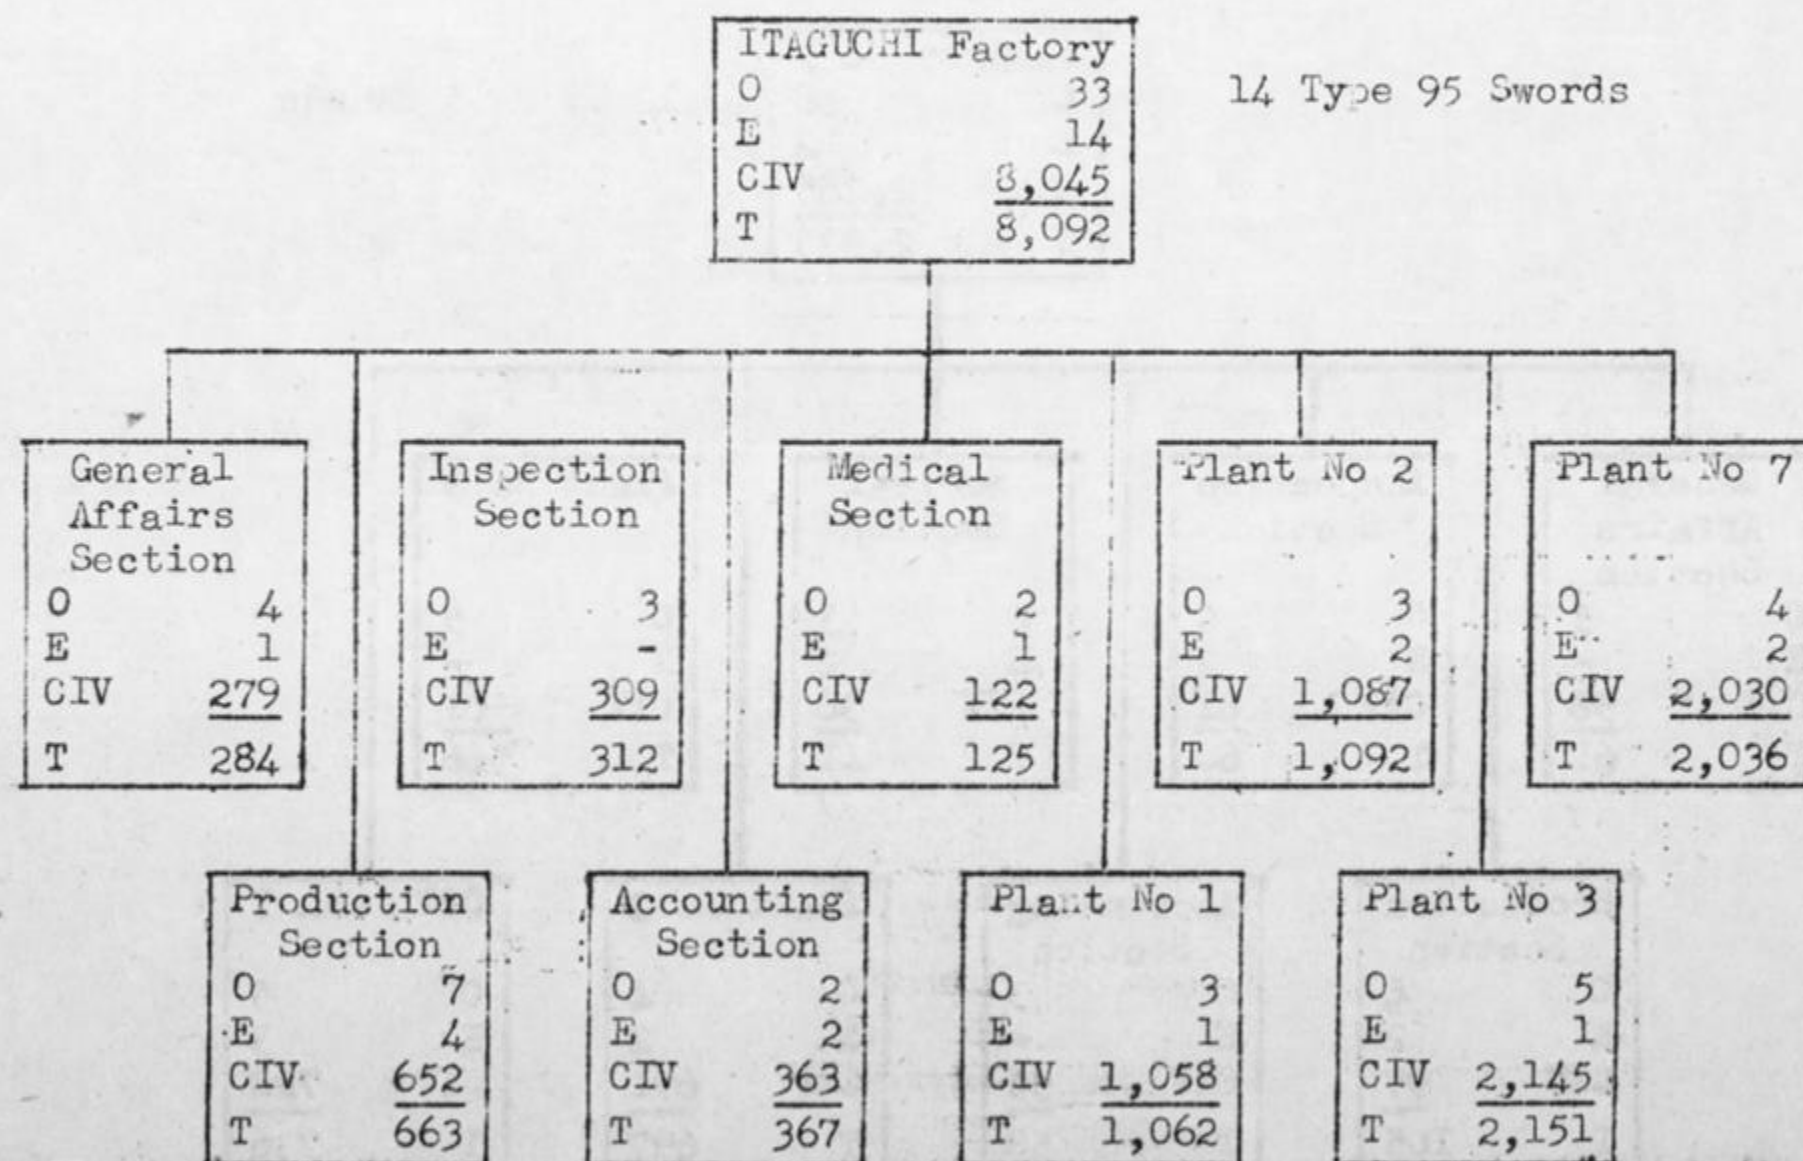 ITAGUCHI Factory
O 33
E 14
CIV 8,045
T 8,092
14 Type 95 Swords
General
Affairs
Section
O 4
E 1
CIV 279
T 284
Inspection
Section
O 3
E -
CIV 309
T 312
Medical
Section
O 2
E 1
CIV 122
T 125
Plant No 2
O 3
E 2
CIV 1,087
T 1,092
Plant No 7
O 4
E 2
CIV 2,030
T 2,036
Production
Section
O 7
E 4
CIV 652
T 663
Accounting
Section
O 2
E 2
CIV 363
T 367
Plant No 1
O 3
E 1
CIV 1,058
T 1,062
Plant No 3
O 5
E 1
CIV 2,145
T 2,151